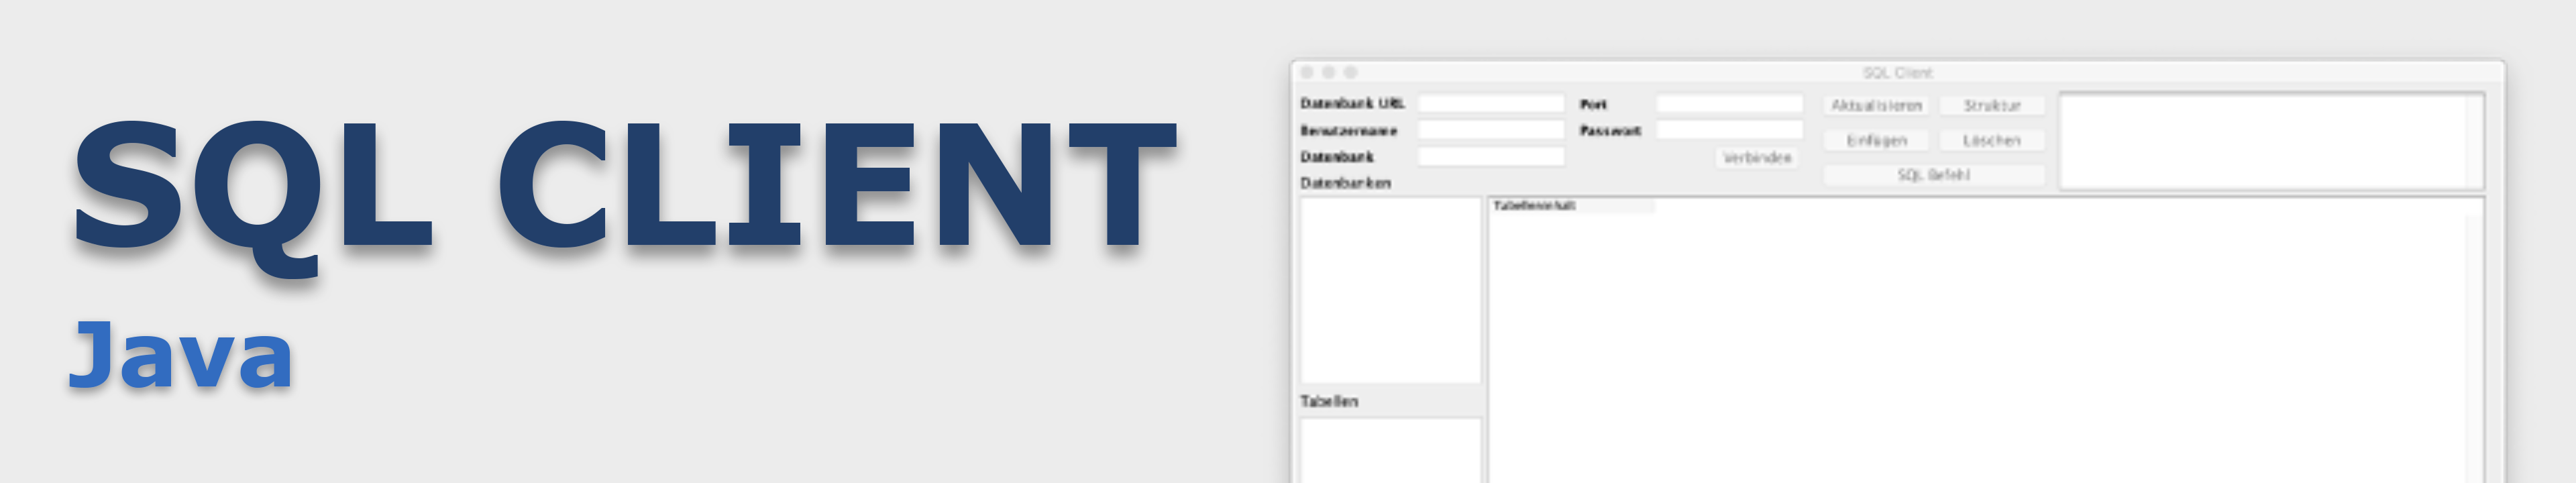 SQL CLIENT
Java
SQL Client
Datenbank URL
Port
Benutzername
Passwort
Datenbank
Verbinden
Datenbanken
Aktualisieren
Struktur
Einfügen
Löschen
SQL Befehl
Tabelleninhalt
Tabellen